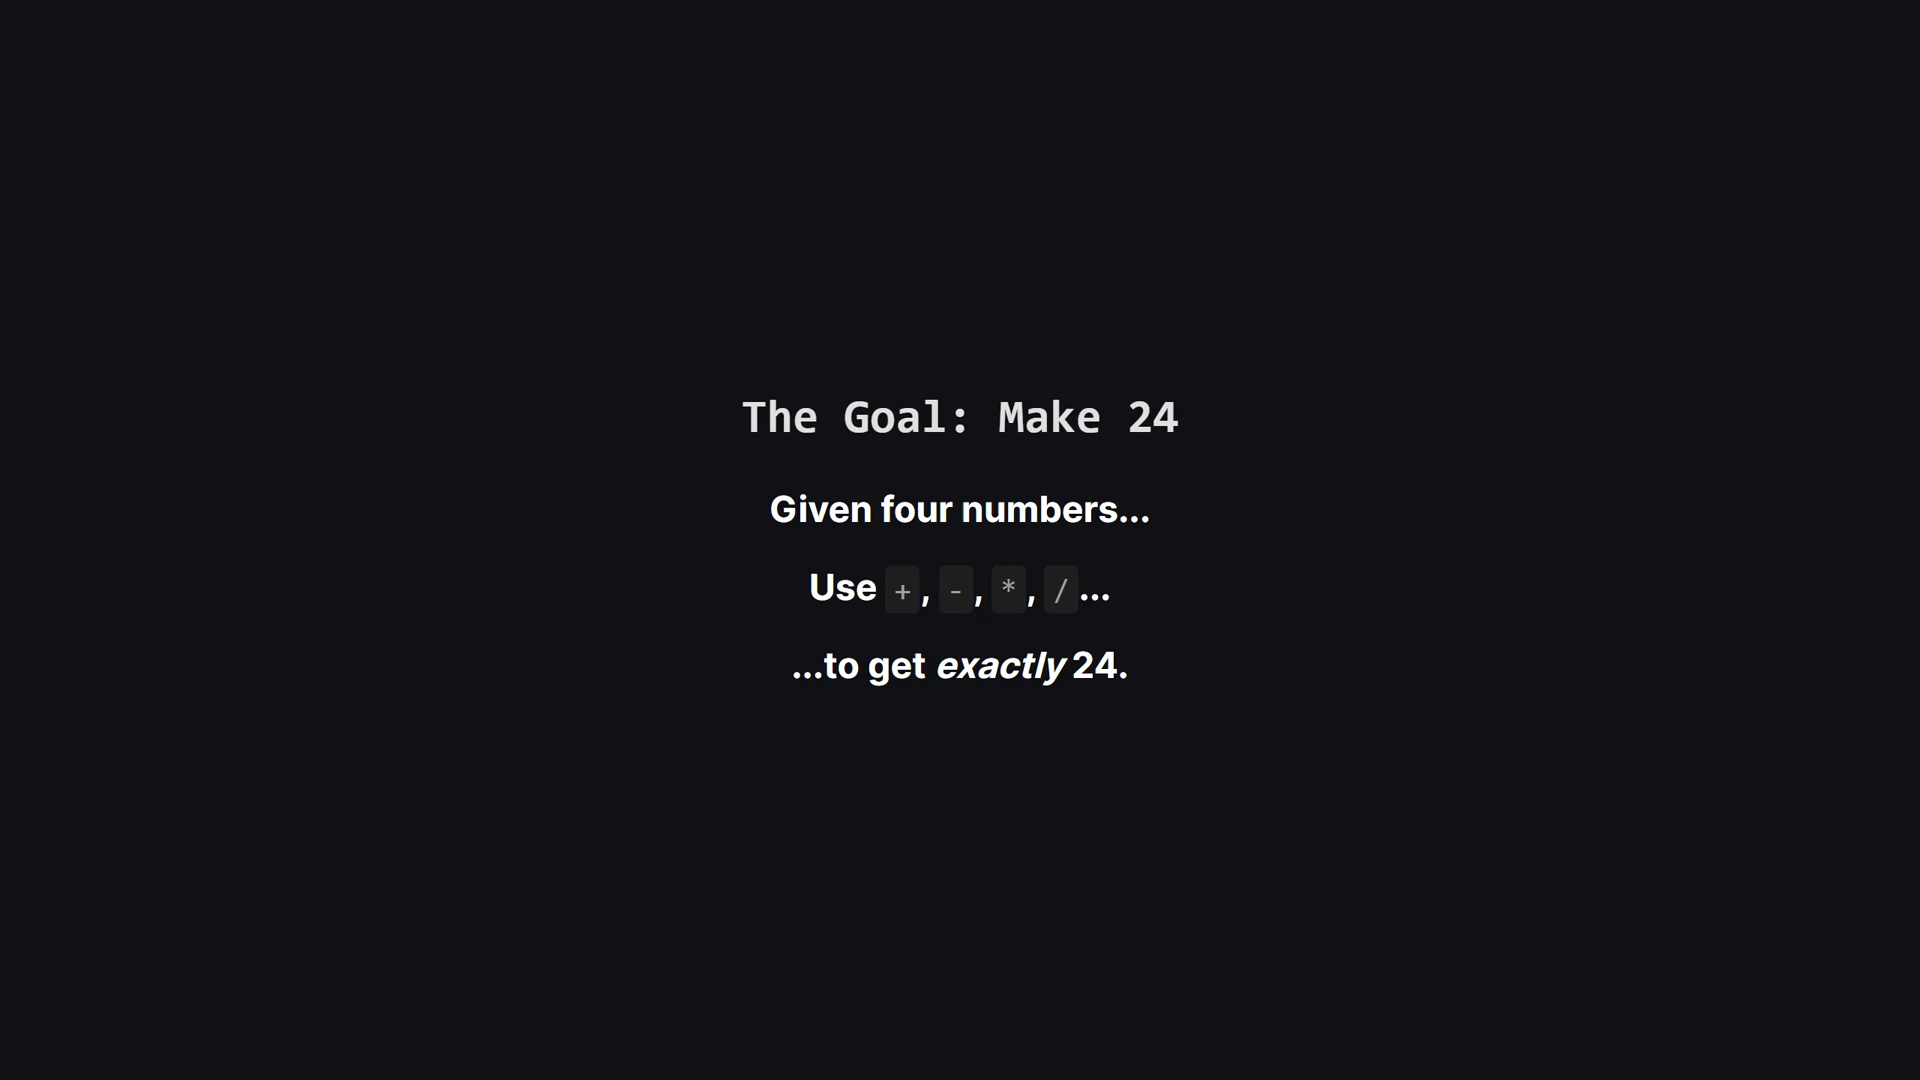 The Goal: Make 24
Given four numbers...
Use +, -, *, /...
...to get exactly 24.